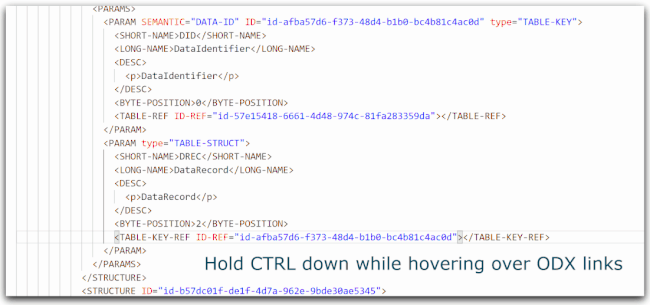 <PARAMS>
<PARAM SEMANTIC="DATA-ID" ID="id-afba57d6-f373-48d4-b1b0-bc4b81c4ac0d" type="TABLE-KEY">
<SHORT-NAME>DID</SHORT-NAME>
<LONG-NAME>DataIdentifier</LONG-NAME>
<DESC>
<p>DataIdentifier</p>
</DESC>
<BYTE-POSITION>0</BYTE-POSITION>
<TABLE-REF ID-REF="id-57e15418-6661-4d48-974c-81fa283359da"></TABLE-REF>
</PARAM>
<PARAM type="TABLE-STRUCT">
<SHORT-NAME>DREC</SHORT-NAME>
<LONG-NAME>DataRecord</LONG-NAME>
<DESC>
<p>DataRecord</p>
</DESC>
<BYTE-POSITION>2</BYTE-POSITION>
<TABLE-KEY-REF ID-REF="id-afba57d6-f373-48d4-b1b0-bc4b81c4ac0d"></TABLE-KEY-REF>
</PARAM>
</PARAMS>
</STRUCTURE>
Hold CTRL down while hovering over ODX links
<STRUCTURE ID="id-b57dc01f-de1f-4d7a-962e-9bde30ae5345">